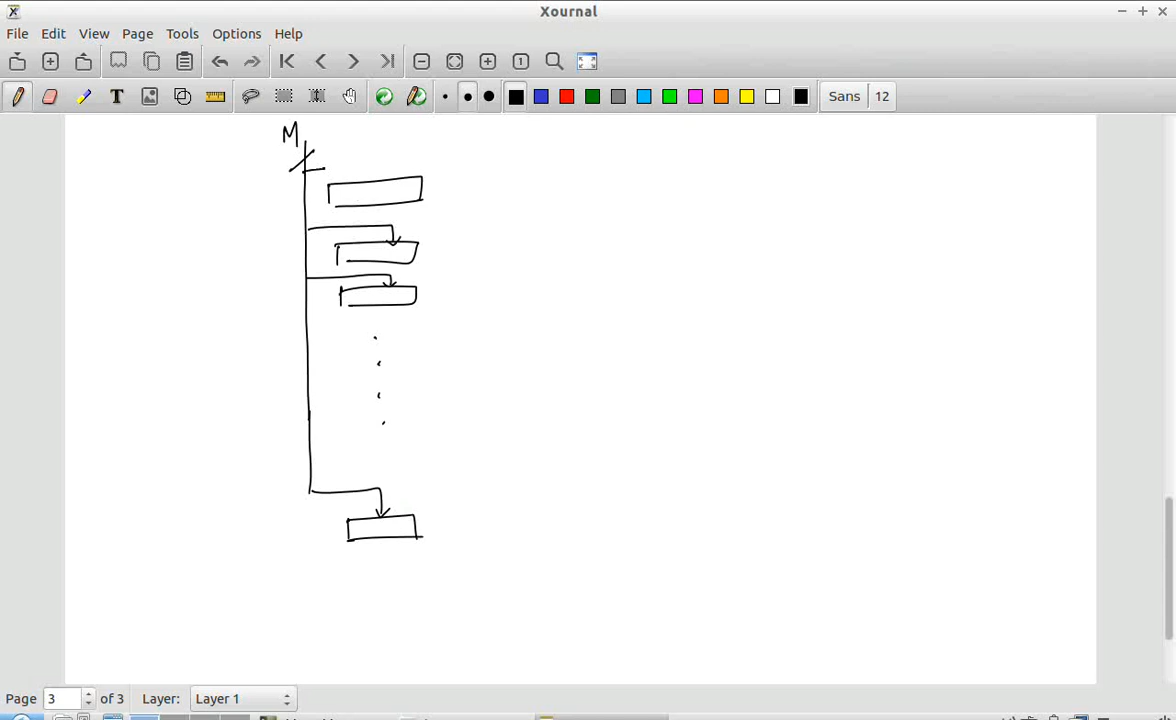 Xournal
File Edit View Page Tools Options Help
Sans 12
M
Page 3 of 3 Layer: Layer 1